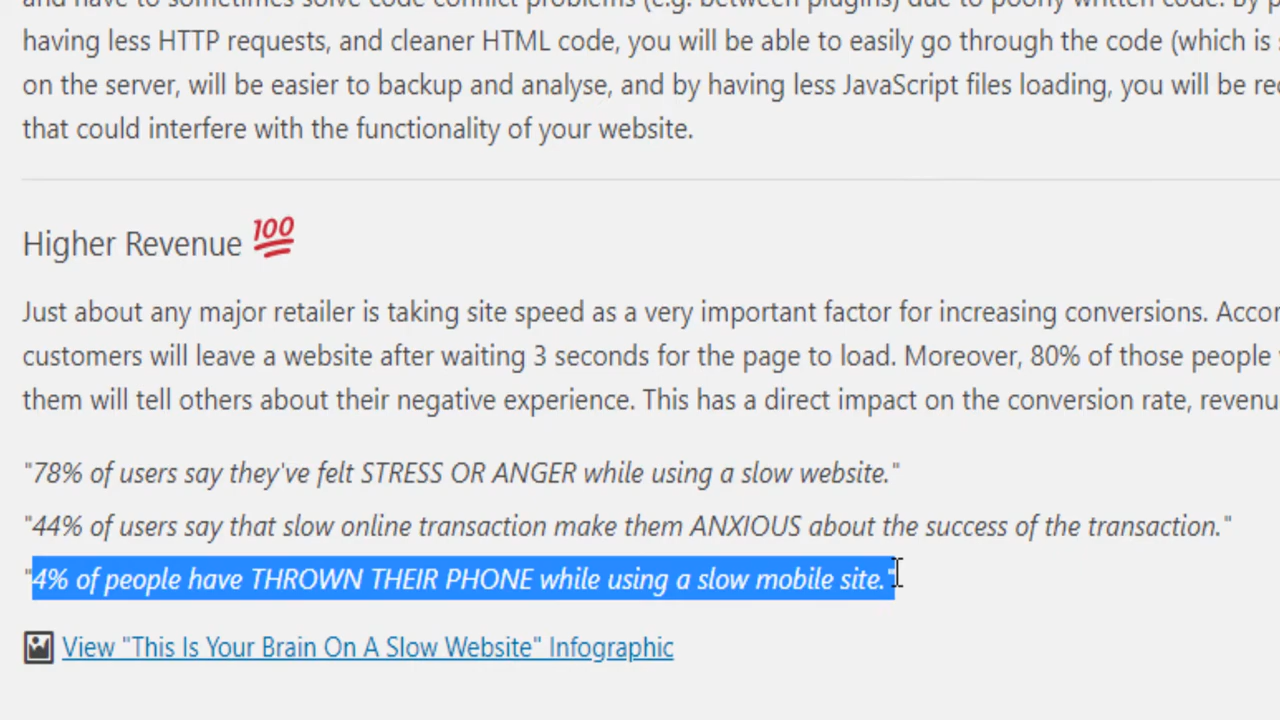 and have to sometimes solve code conflict problems (e.g. between plugins) due to poorly written code. By
having less HTTP requests, and cleaner HTML code, you will be able to easily go through the code (which is
on the server, will be easier to backup and analyse, and by having less JavaScript files loading, you will be
that could interfere with the functionality of your website.
Higher Revenue 💯
Just about any major retailer is taking site speed as a very important factor for increasing conversions.
customers will leave a website after waiting 3 seconds for the page to load. Moreover, 80% of those people
them will tell others about their negative experience. This has a direct impact on the conversion rate,
"78% of users say they've felt STRESS OR ANGER while using a slow website."
"44% of users say that slow online transaction make them ANXIOUS about the success of the transaction."
"4% of people have THROWN THEIR PHONE while using a slow mobile site."
View "This Is Your Brain On A Slow Website" Infographic